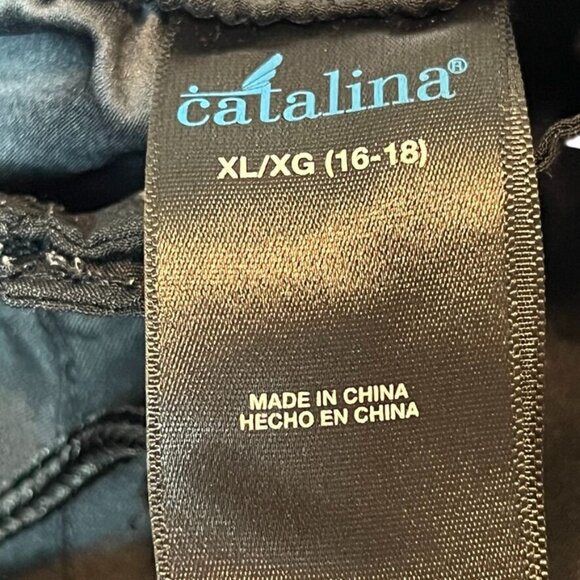 catalina®
XL/XG (16-18)
MADE IN CHINA
HECHO EN CHINA